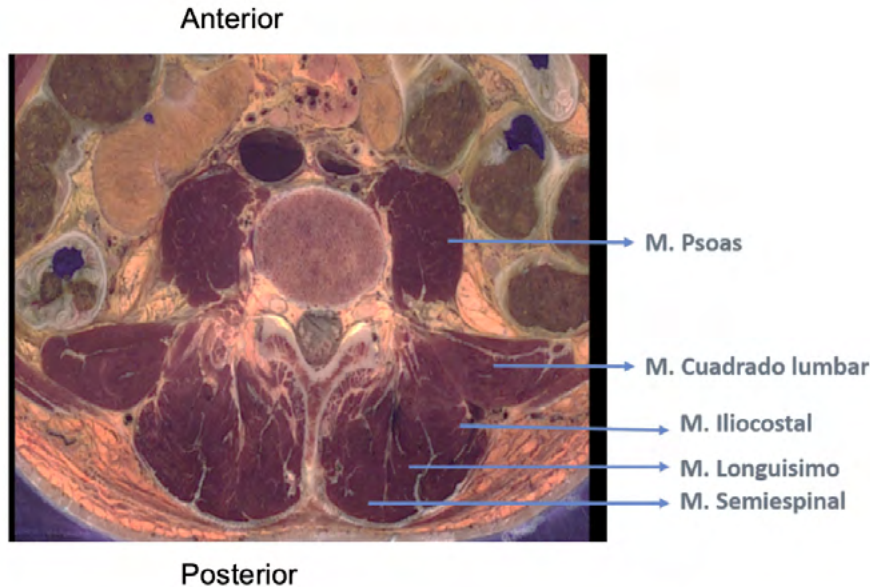 Anterior
M. Psoas
M. Cuadrado lumbar
M. Iliocostal
M. Longuisimo
M. Semiespinal
Posterior